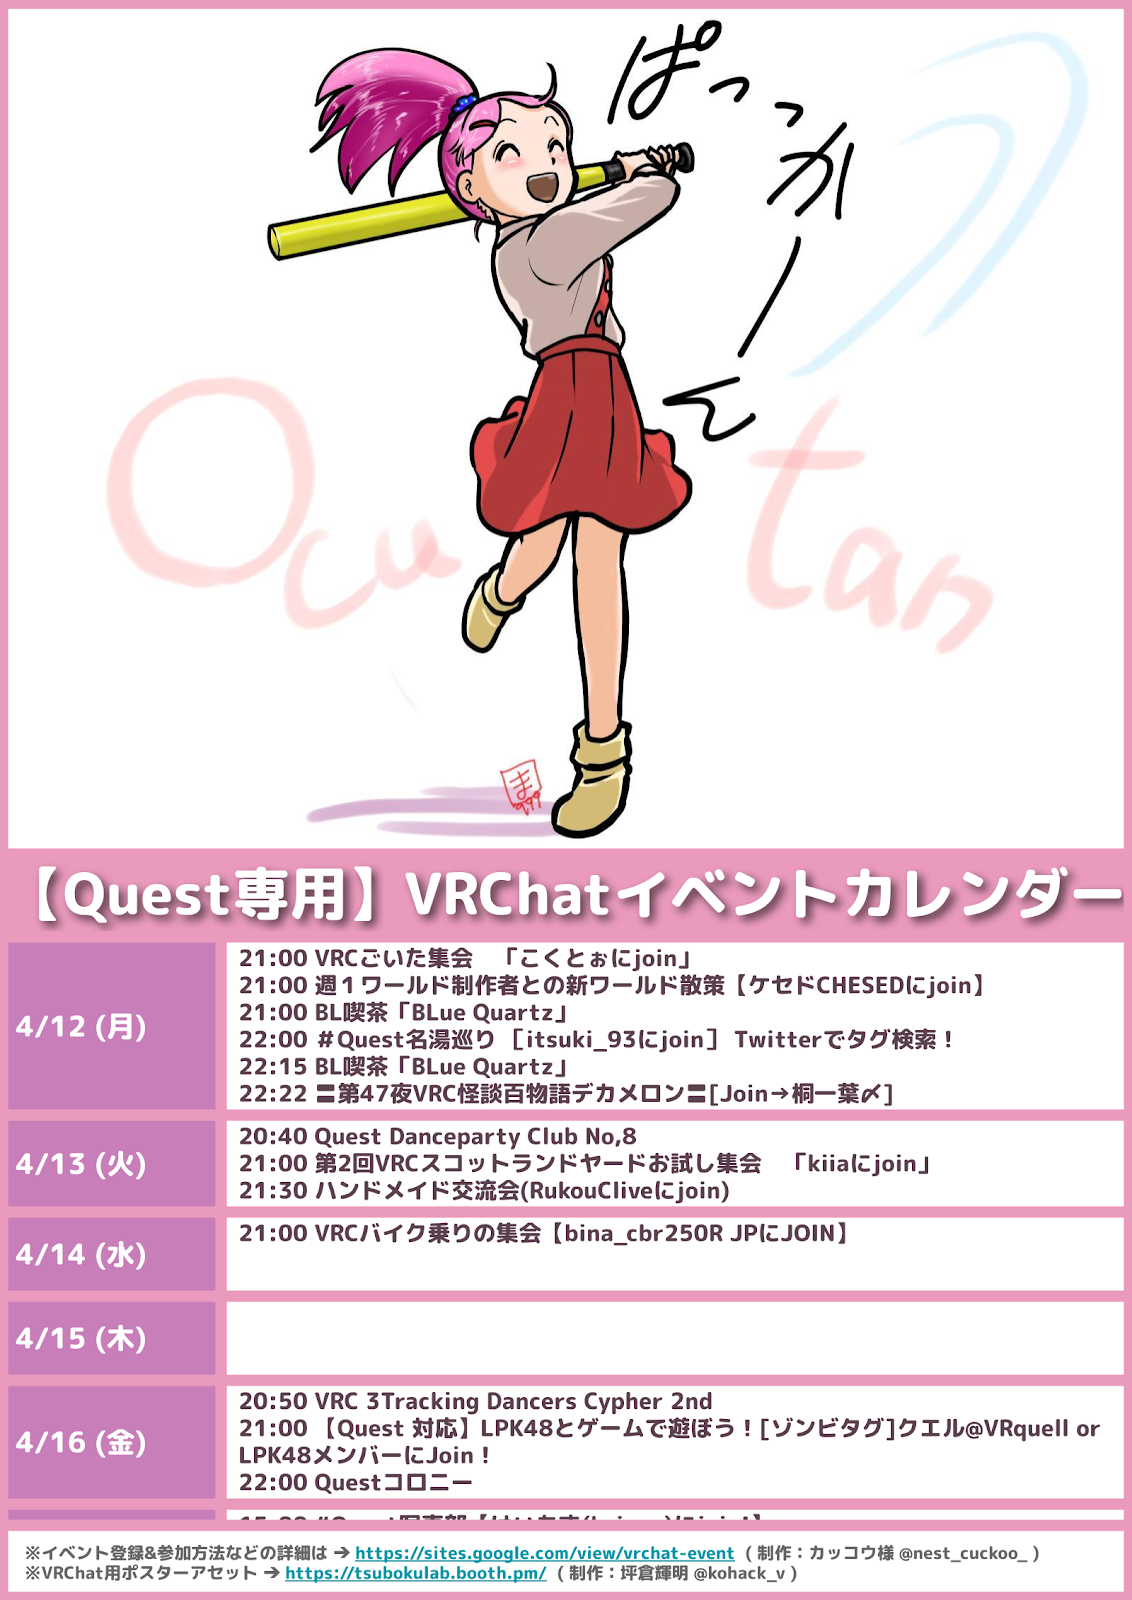 ぱっっかーん
Ocutan
ま
999
【Quest専用】VRChatイベントカレンダー
4/12 (月)
21:00 VRCごいた集会　「こくとぉにjoin」
21:00 週１ワールド制作者との新ワールド散策【ケセドCHESEDにjoin】
21:00 BL喫茶「BLue Quartz」
22:00 ＃Quest名湯巡り［itsuki_93にjoin］ Twitterでタグ検索！
22:15 BL喫茶「BLue Quartz」
22:22 〓第47夜VRC怪談百物語デカメロン〓[Join→桐一葉〆]
4/13 (火)
20:40 Quest Danceparty Club No,8
21:00 第2回VRCスコットランドヤードお試し集会　「kiiaにjoin」
21:30 ハンドメイド交流会(RukouCliveにjoin)
4/14 (水)
21:00 VRCバイク乗りの集会【bina_cbr250R JPにJOIN】
4/15 (木)
4/16 (金)
20:50 VRC 3Tracking Dancers Cypher 2nd
21:00 【Quest 対応】LPK48とゲームで遊ぼう！[ゾンビタグ]クエル@VRquell or
LPK48メンバーにJoin！
22:00 Questコロニー
※イベント登録&参加方法などの詳細は → https://sites.google.com/view/vrchat-event ( 制作：カッコウ様 @nest_cuckoo_ )
※VRChat用ポスターアセット → https://tsubokulab.booth.pm/ ( 制作：坪倉輝明 @kohack_v )